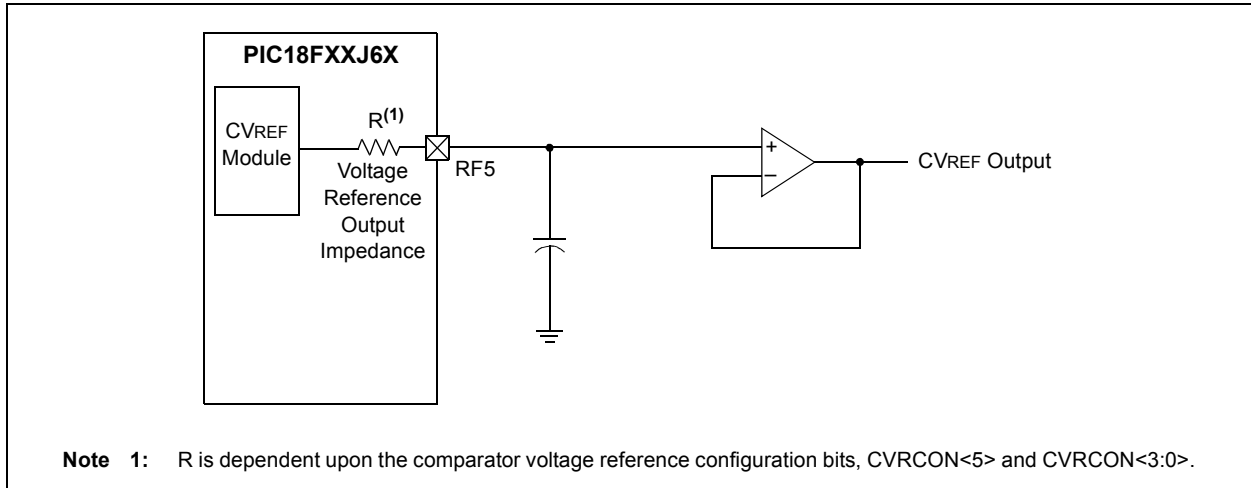 PIC18FXXJ6X
CVREF
Module
R(1)
Voltage
Reference
Output
Impedance
RF5
+
–
CVREF Output
Note 1: R is dependent upon the comparator voltage reference configuration bits, CVRCON<5> and CVRCON<3:0>.